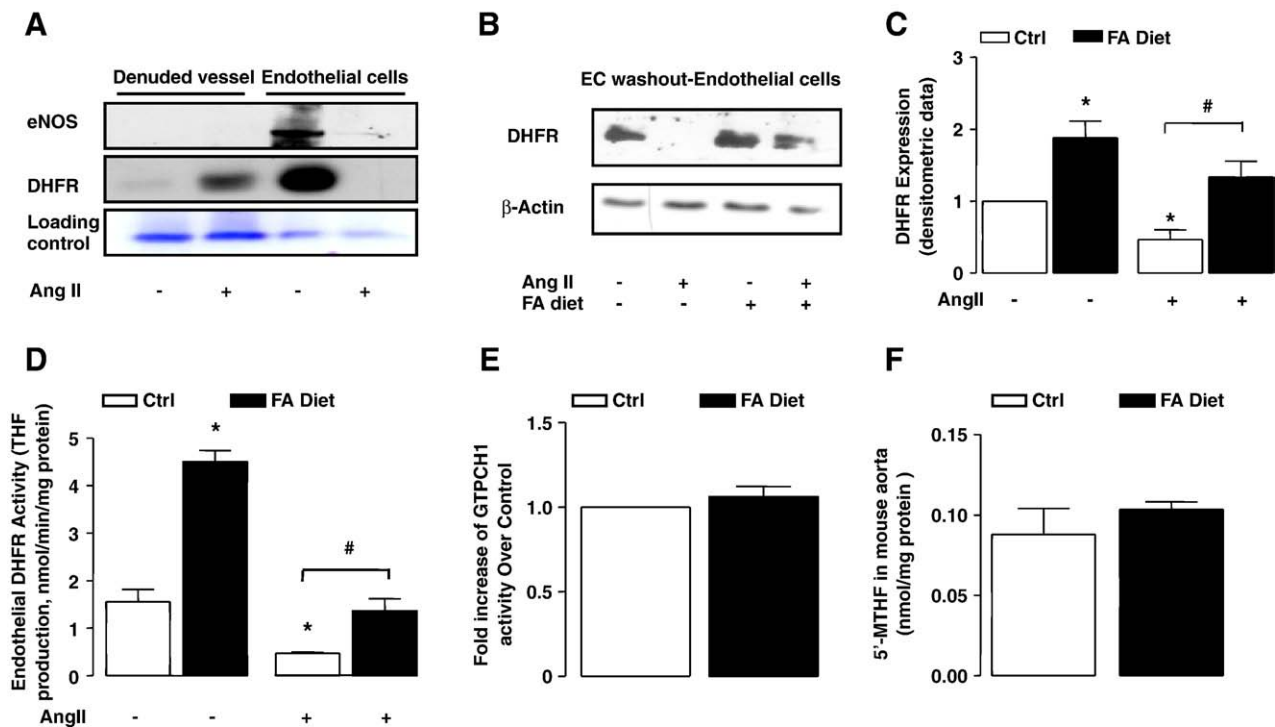 A
Denuded vessel Endothelial cells
eNOS
DHFR
Loading
control
Ang II - + - +
B
EC washout-Endothelial cells
DHFR
β-Actin
Ang II - + - +
FA diet - - + +
C
Ctrl FA Diet
DHFR Expression
(densitometric data)
3
2
1
0
*
*
#
AngII - - + +
D
Ctrl FA Diet
Endothelial DHFR Activity (THF
production, nmol/min/mg protein)
5
4
3
2
1
0
*
*
#
AngII - - + +
E
Ctrl FA Diet
Fold increase of GTPCH1
activity Over Control
1.5
1.0
0.5
0
F
Ctrl FA Diet
5'-MTHF in mouse aorta
(nmol/mg protein )
0.15
0.10
0.05
0.00